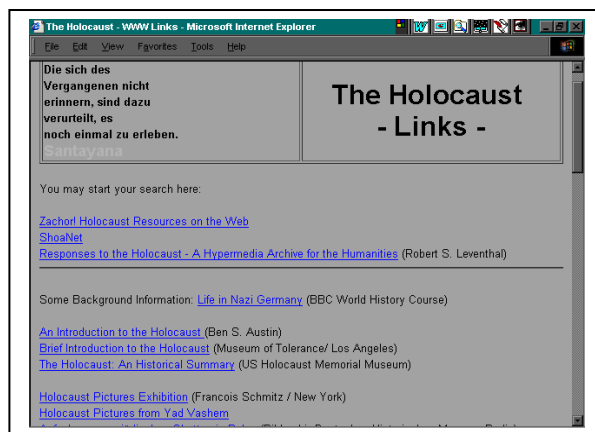 The Holocaust - WWW Links - Microsoft Internet Explorer
File Edit View Favorites Tools Help
Die sich des
Vergangenen nicht
erinnern, sind dazu
verurteilt, es
noch einmal zu erleben.
Santayana
The Holocaust
- Links -
You may start your search here:
Zachor! Holocaust Resources on the Web
ShoaNet
Responses to the Holocaust - A Hypermedia Archive for the Humanities (Robert S. Leventhal)
Some Background Information: Life in Nazi Germany (BBC World History Course)
An Introduction to the Holocaust (Ben S. Austin)
Brief Introduction to the Holocaust (Museum of Tolerance/ Los Angeles)
The Holocaust: An Historical Summary (US Holocaust Memorial Museum)
Holocaust Pictures Exhibition (Francois Schmitz / New York)
Holocaust Pictures from Yad Vashem